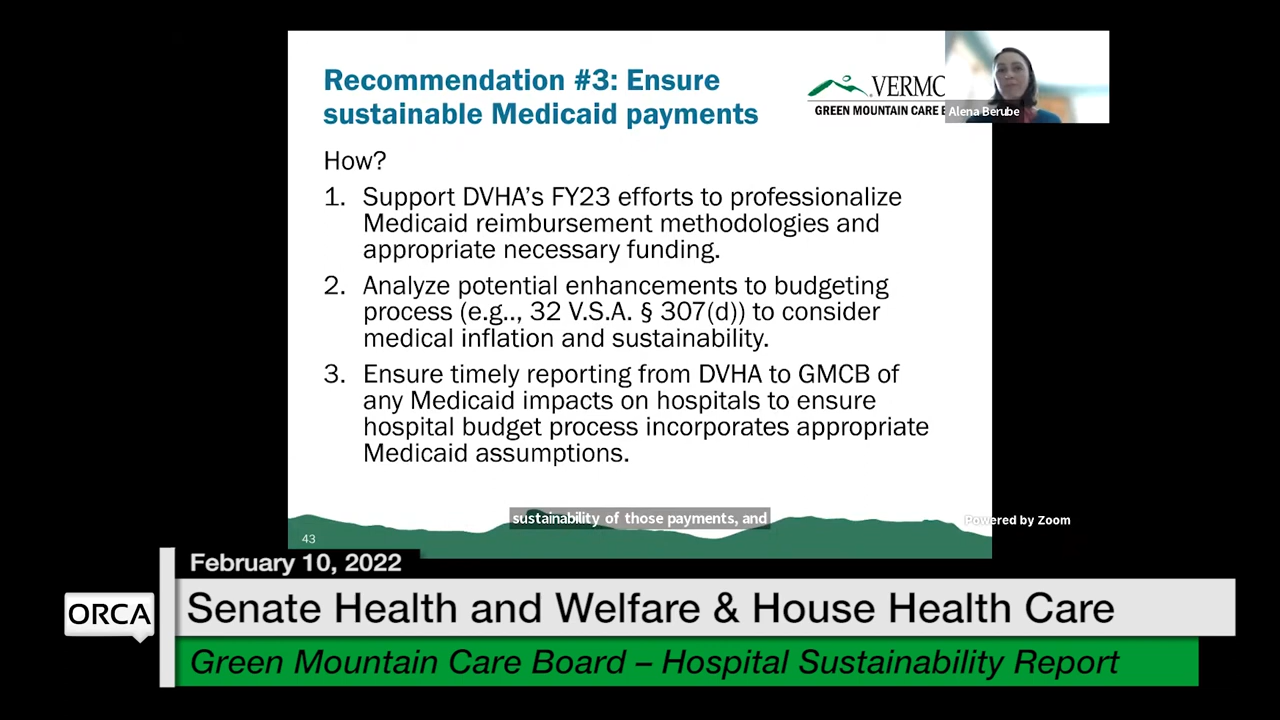 Recommendation #3: Ensure
sustainable Medicaid payments
VERMO
GREEN MOUNTAIN CARE
Alena Berube
How?
1. Support DVHA's FY23 efforts to professionalize
Medicaid reimbursement methodologies and
appropriate necessary funding.
2. Analyze potential enhancements to budgeting
process (e.g.., 32 V.S.A. § 307(d)) to consider
medical inflation and sustainability.
3. Ensure timely reporting from DVHA to GMCB of
any Medicaid impacts on hospitals to ensure
hospital budget process incorporates appropriate
Medicaid assumptions.
sustainability of those payments, and
Powered by Zoom
43
February 10, 2022
ORCA
Senate Health and Welfare & House Health Care
Green Mountain Care Board – Hospital Sustainability Report